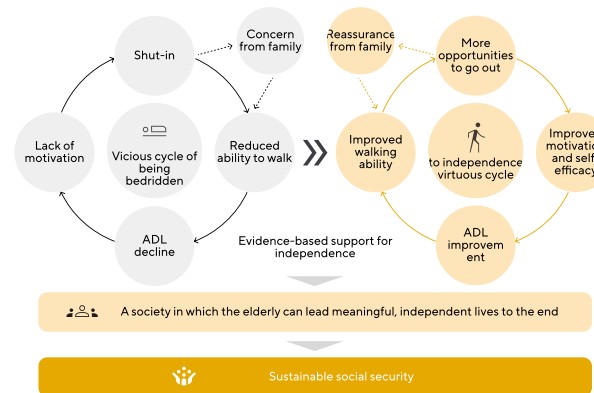 Shut-in
Concern
from family
Reduced
ability to walk
ADL
decline
Lack of
motivation
Vicious cycle of
being
bedridden
Reassurance
from family
More
opportunities
to go out
Improved
motivation
and self-
efficacy
ADL
improvem
ent
Improved
walking
ability
to independence
virtuous cycle
Evidence-based support for
independence
A society in which the elderly can lead meaningful, independent lives to the end
Sustainable social security